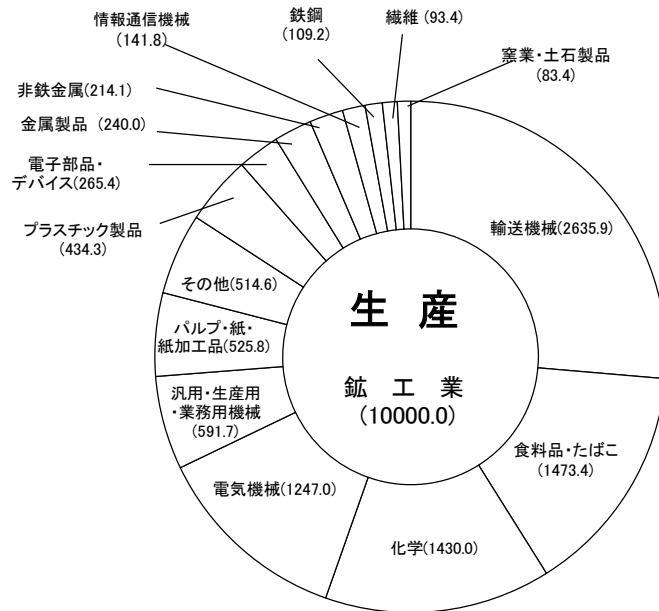 情報通信機械
(141.8)
鉄鋼
(109.2)
繊維 (93.4)
窯業・土石製品
(83.4)
非鉄金属(214.1)
金属製品 (240.0)
電子部品・
デバイス(265.4)
プラスチック製品
(434.3)
輸送機械(2635.9)
その他(514.6)
パルプ・紙・
紙加工品(525.8)
汎用・生産用
・業務用機械
(591.7)
電気機械(1247.0)
化学(1430.0)
食料品・たばこ
(1473.4)
生 産
鉱 工 業
(10000.0)